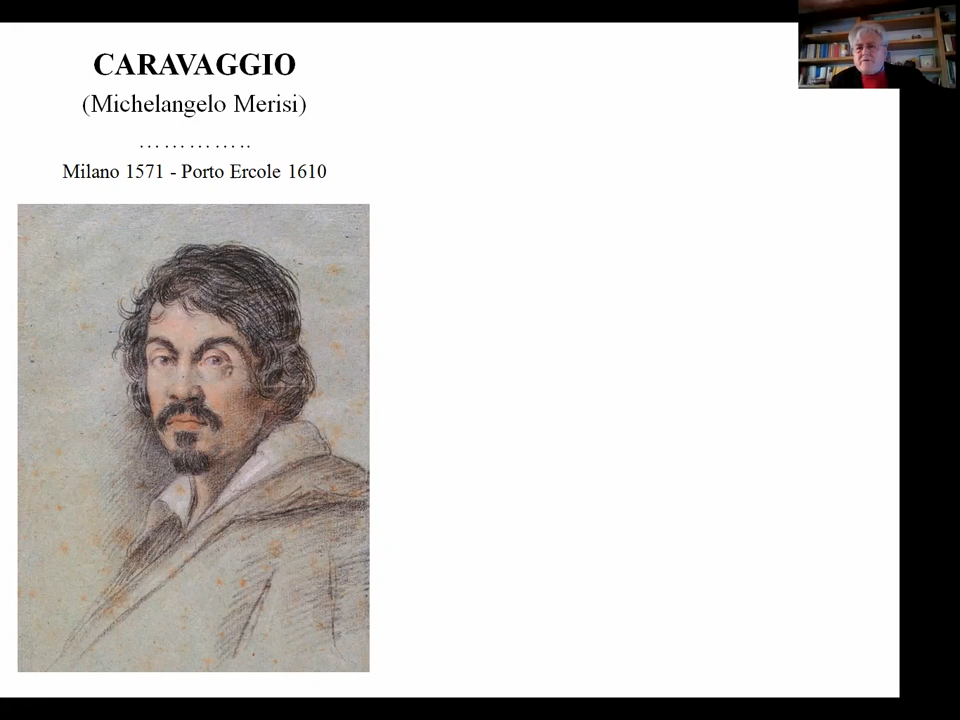 CARAVAGGIO
(Michelangelo Merisi)
…………..
Milano 1571 - Porto Ercole 1610